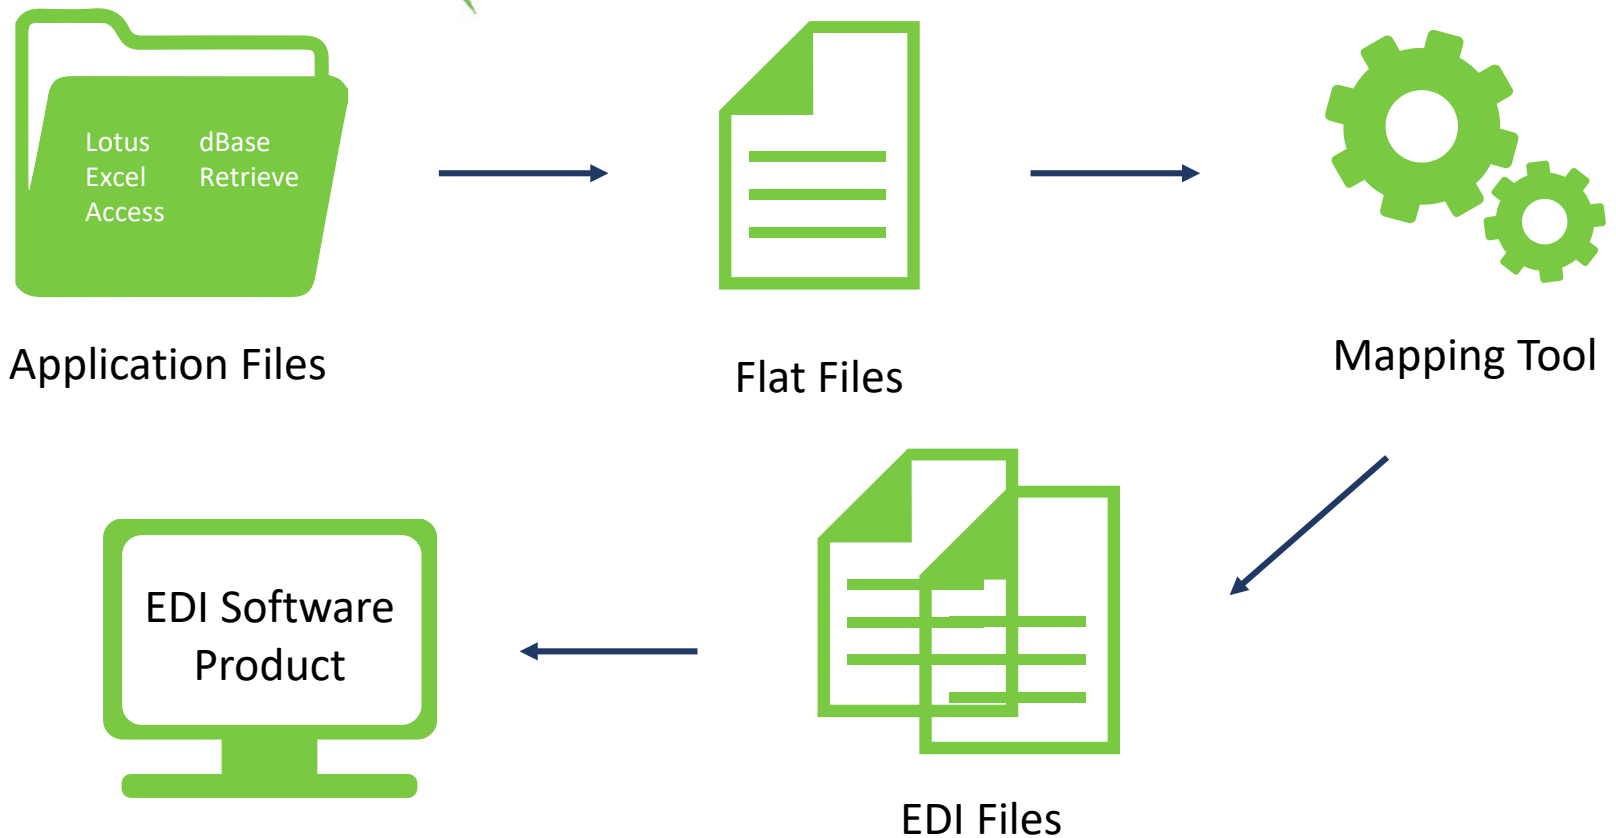 Lotus dBase
Excel Retrieve
Access
Application Files
Flat Files
Mapping Tool
EDI Software
Product
EDI Files